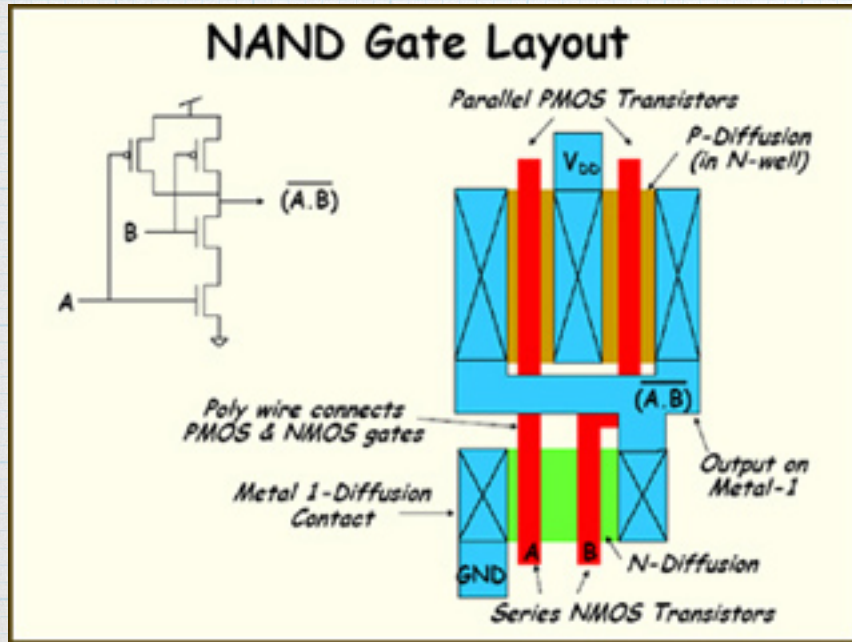 NAND Gate Layout
Parallel PMOS Transistors
P-Diffusion
(in N-well)
V_DD
(A.B)
B
A
(A.B)
Poly wire connects
PMOS & NMOS gates
Output on
Metal-1
Metal 1-Diffusion
Contact
A
B
N-Diffusion
GND
Series NMOS Transistors